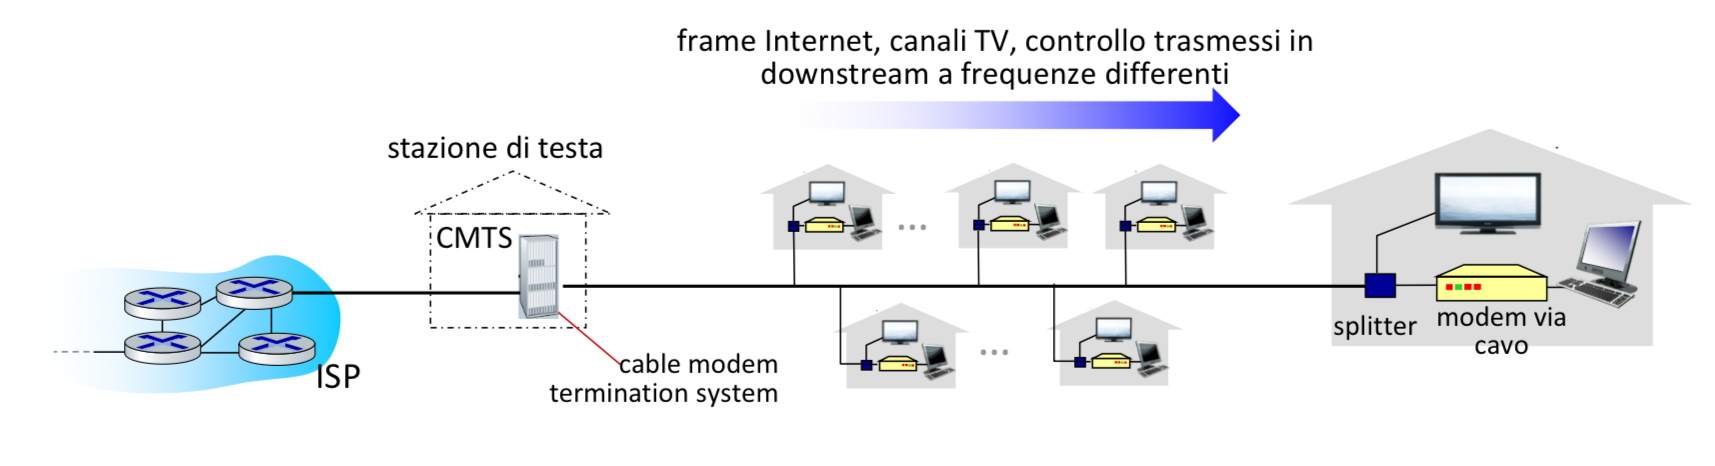 frame Internet, canali TV, controllo trasmessi in
downstream a frequenze differenti
stazione di testa
CMTS
ISP
cable modem
termination system
splitter
modem via
cavo